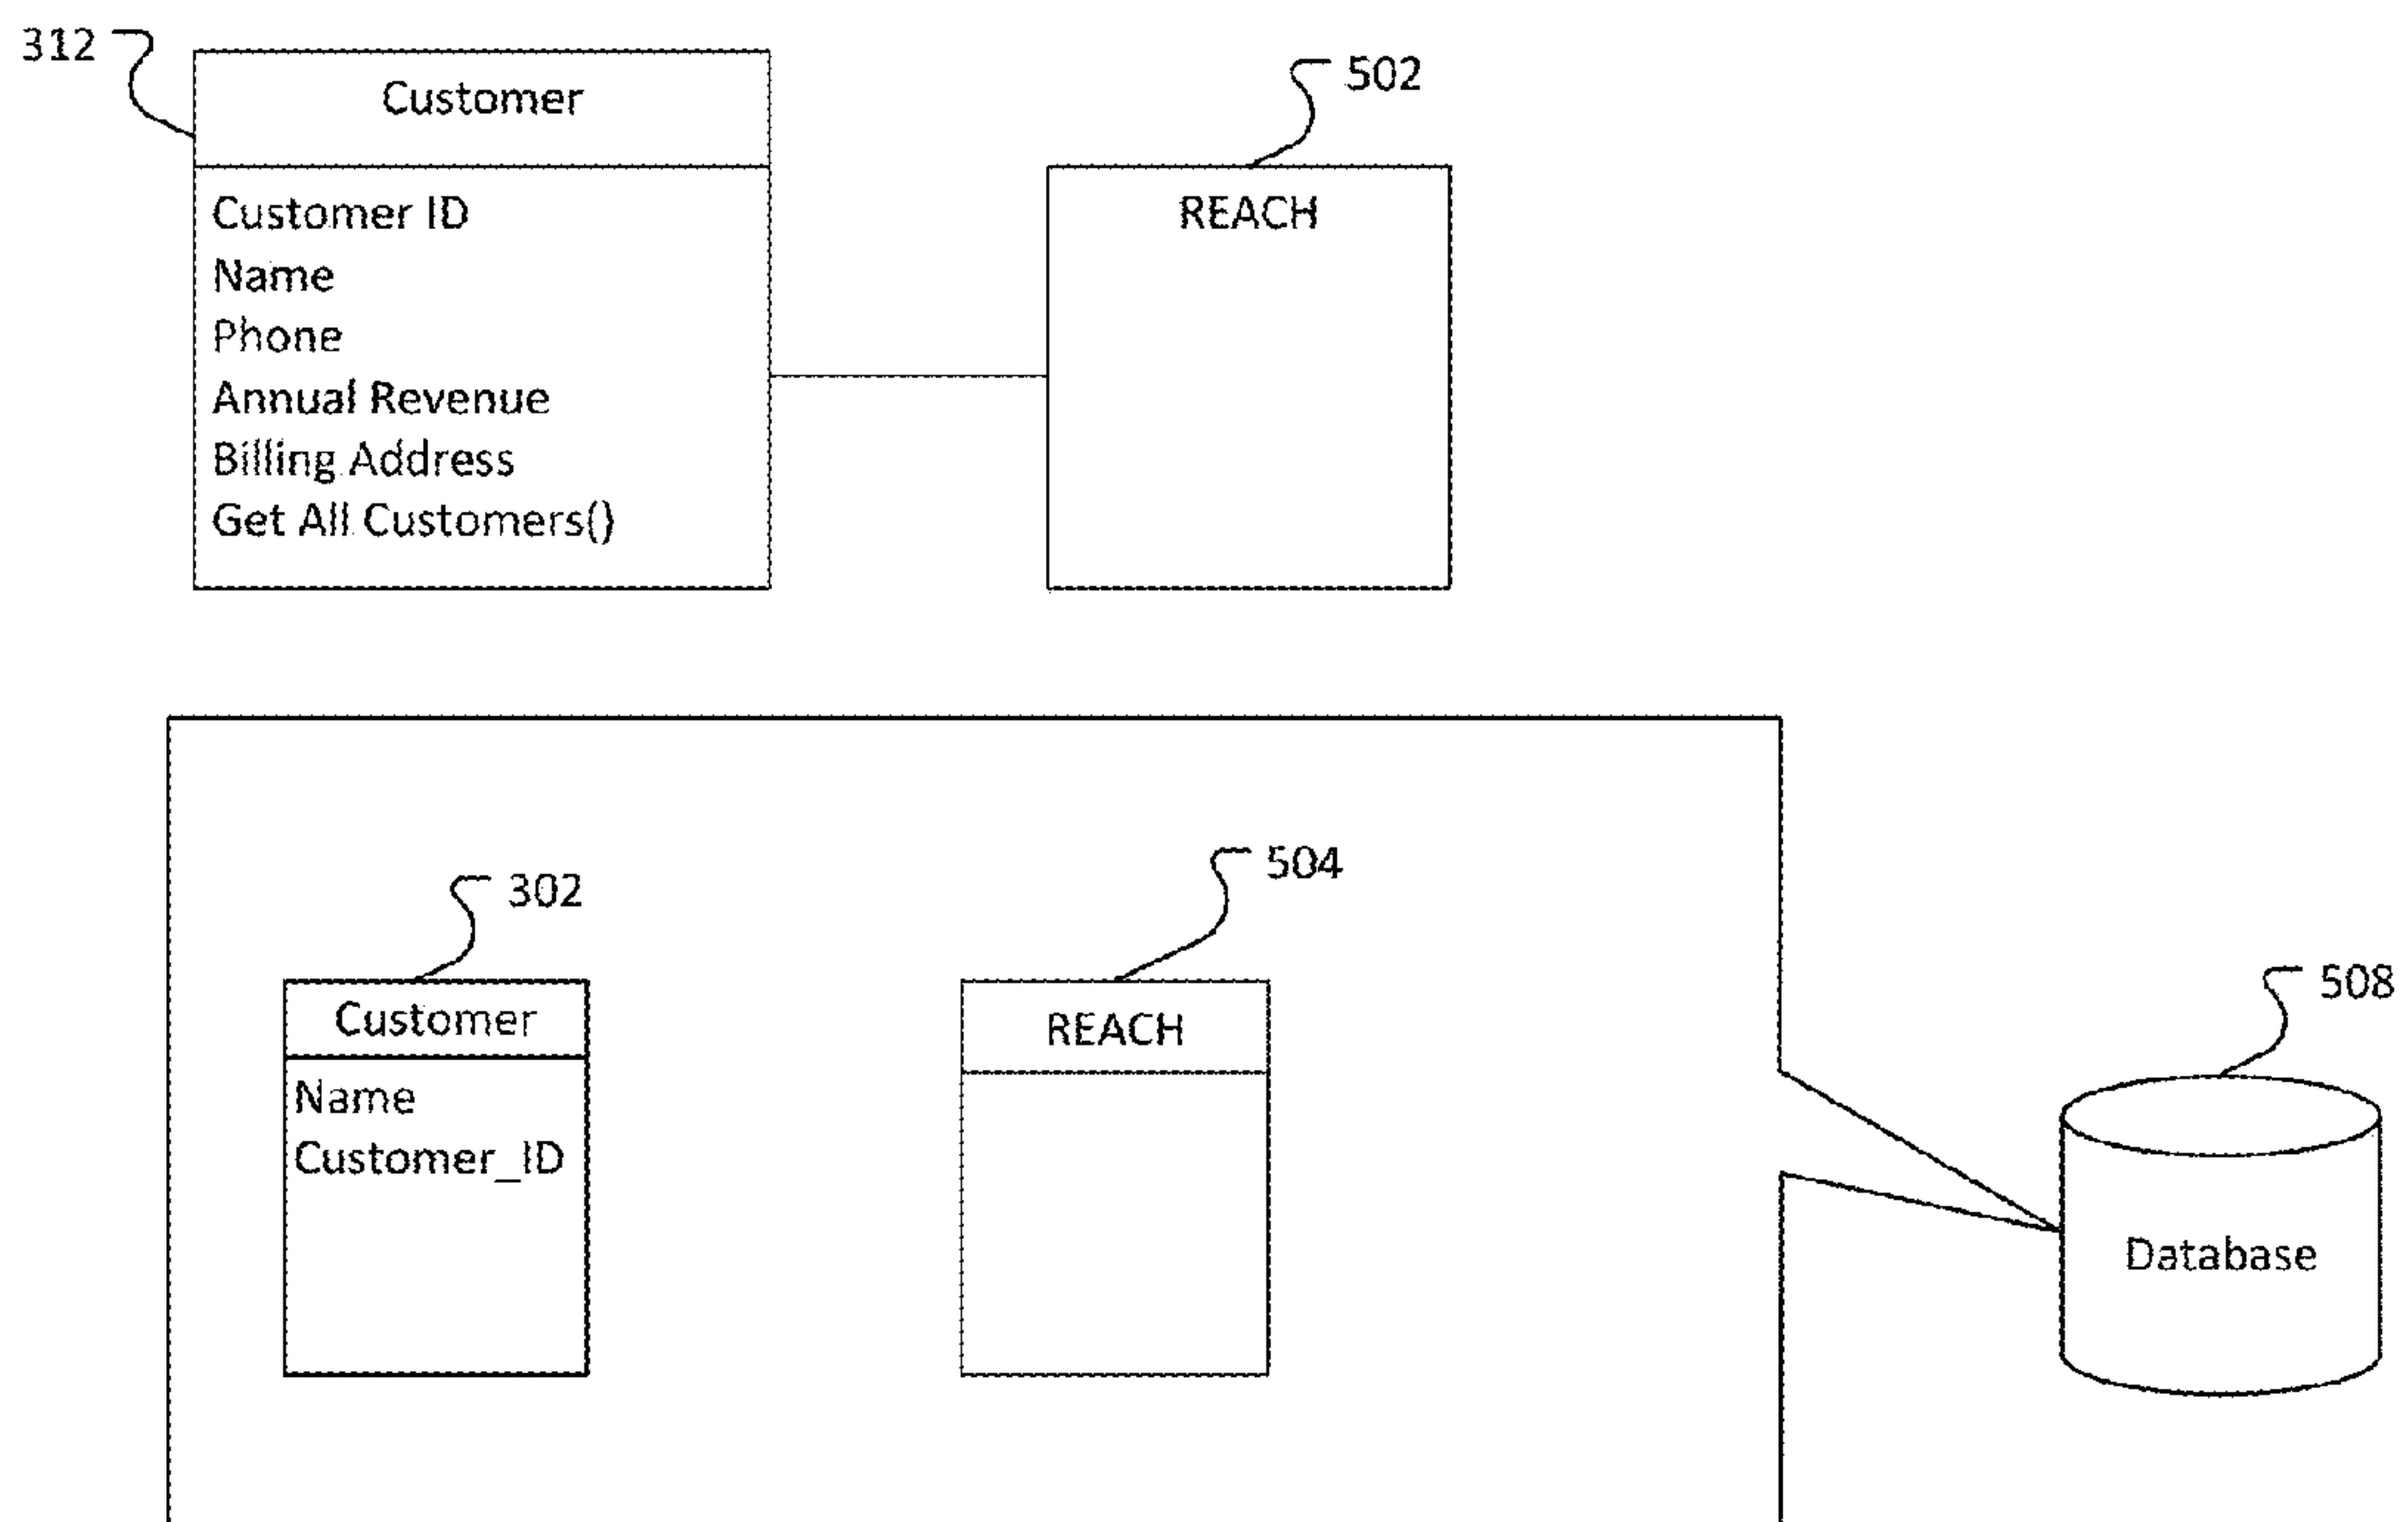 312
Customer
502
Customer ID
Name
Phone
Annual Revenue
Billing Address
Get All Customers()
REACH
302
504
Customer
Name
Customer_ID
REACH
508
Database